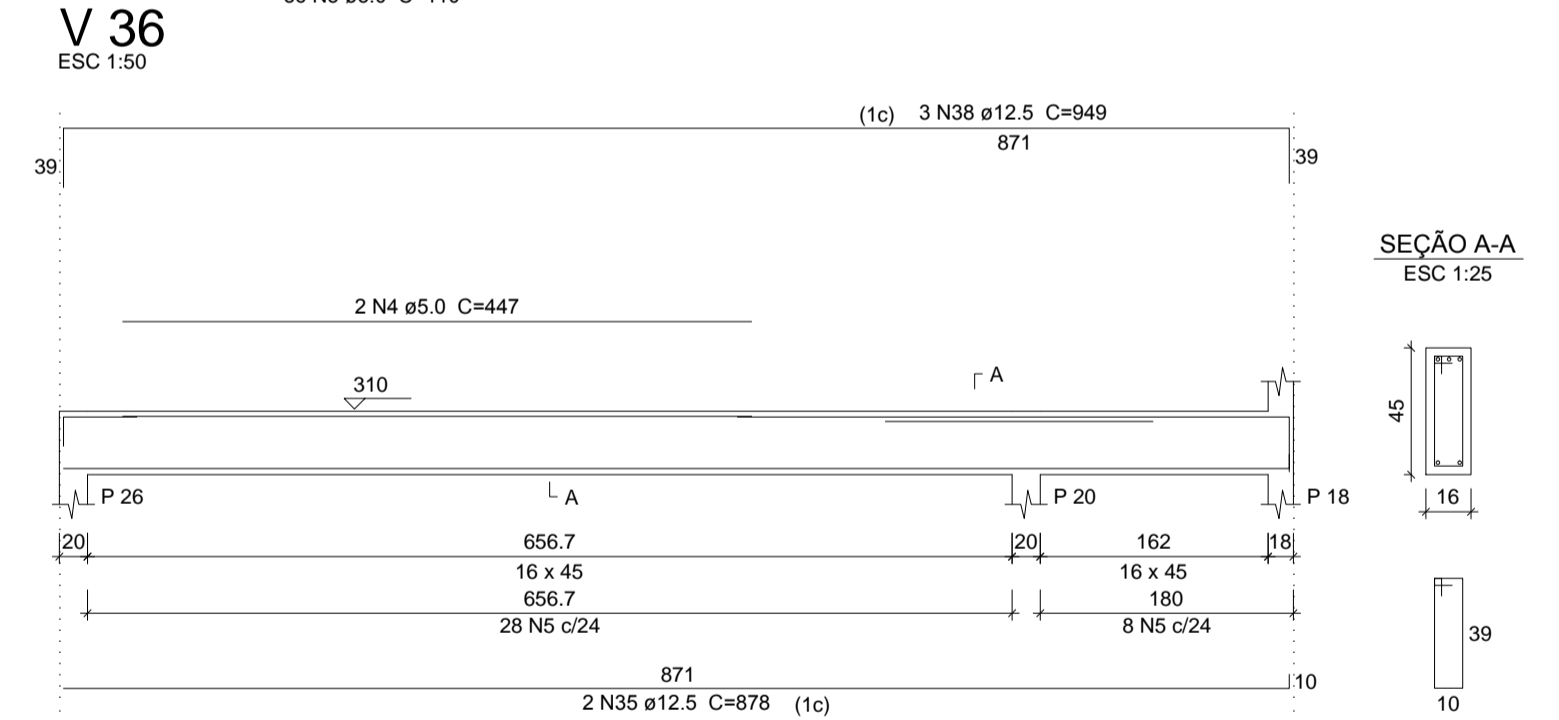 V 36
ESC 1:50
(1c) 3 N38 ø12.5 C=949
871
39
39
SEÇÃO A-A
ESC 1:25
2 N4 ø5.0 C=447
310
A
45
16
P 26
A
P 20
P 18
20
656.7
20
162
18
16 x 45
16 x 45
656.7
180
28 N5 c/24
8 N5 c/24
39
10
871
10
2 N35 ø12.5 C=878 (1c)